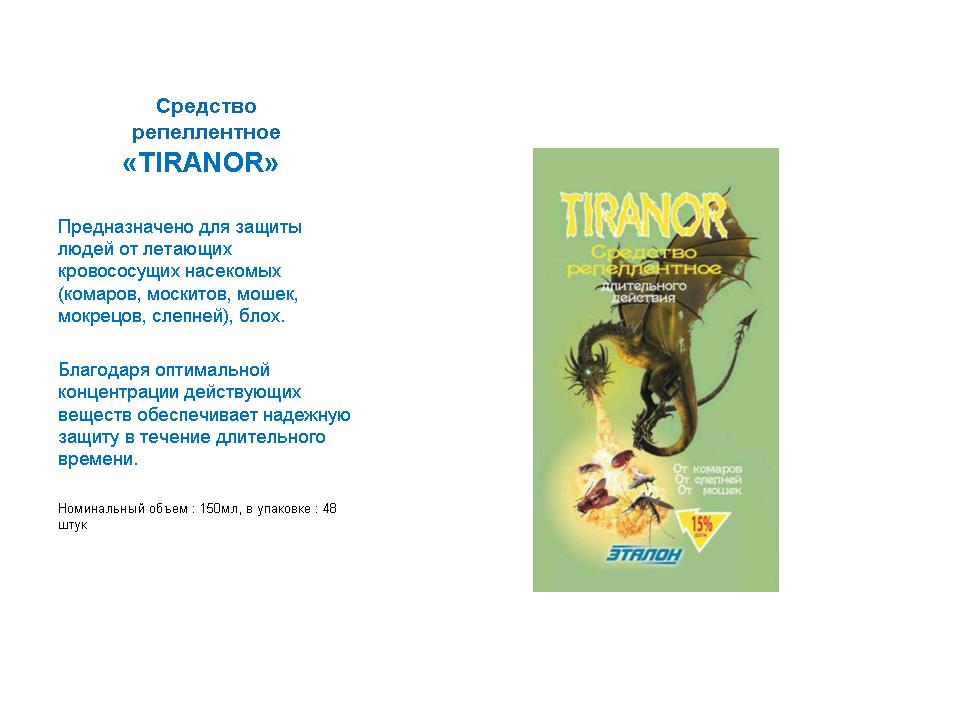 Средство
репеллентное
«TIRANOR»
Предназначено для защиты
людей от летающих
кровососущих насекомых
(комаров, москитов, мошек,
мокрецов, слепней), блох.
Благодаря оптимальной
концентрации действующих
веществ обеспечивает надежную
защиту в течение длительного
времени.
Номинальный объем : 150мл, в упаковке : 48
штук
TIRANOR
Средство
репеллентное
длительного
действия
От комаров
От слепней
От мошек
15%
ДЭТА
ЭТАЛОН